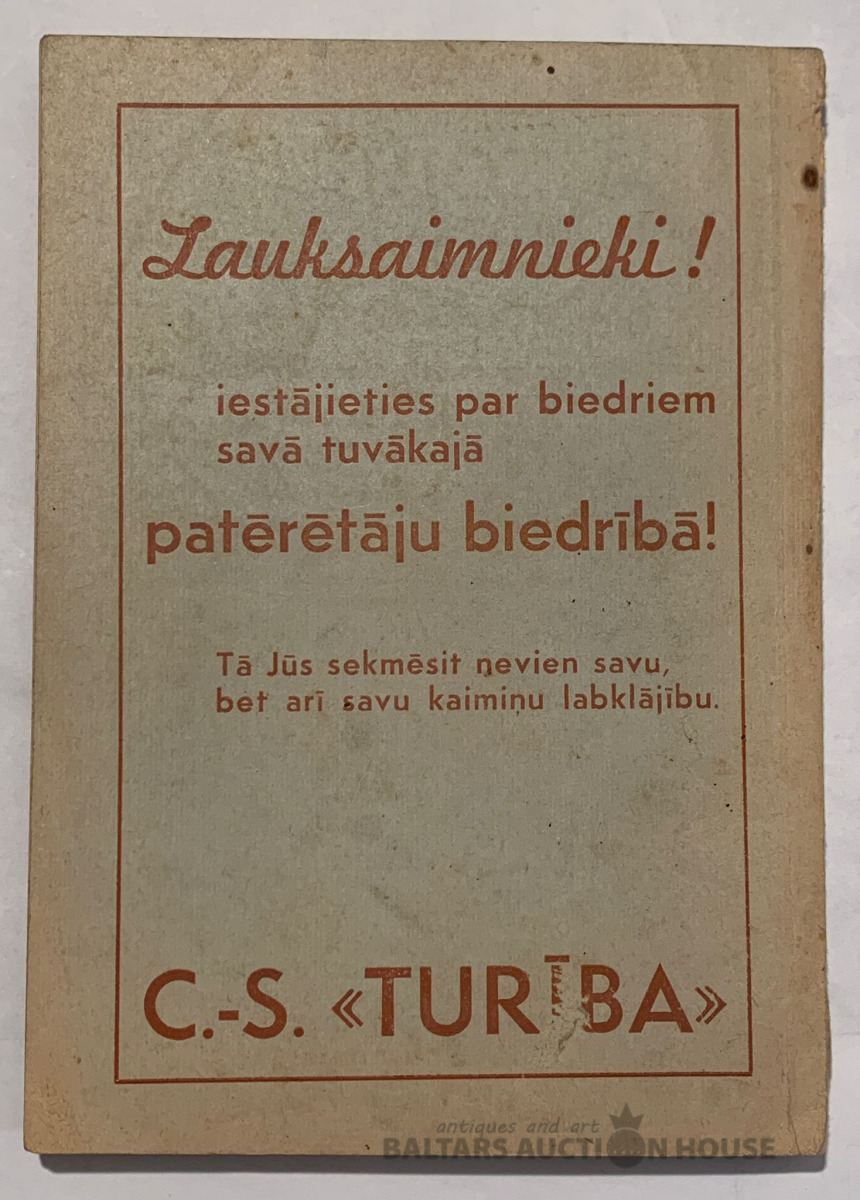 Lauksaimnieki!
iestājieties par biedriem
savā tuvākajā
patērētāju biedrībā!
Tā Jūs sekmēsit ņevien savu,
bet arī savu kaimiņu labklājību.
C.-S. «TURĪBA»
antiques and art
BALTARS AUCTION HOUSE